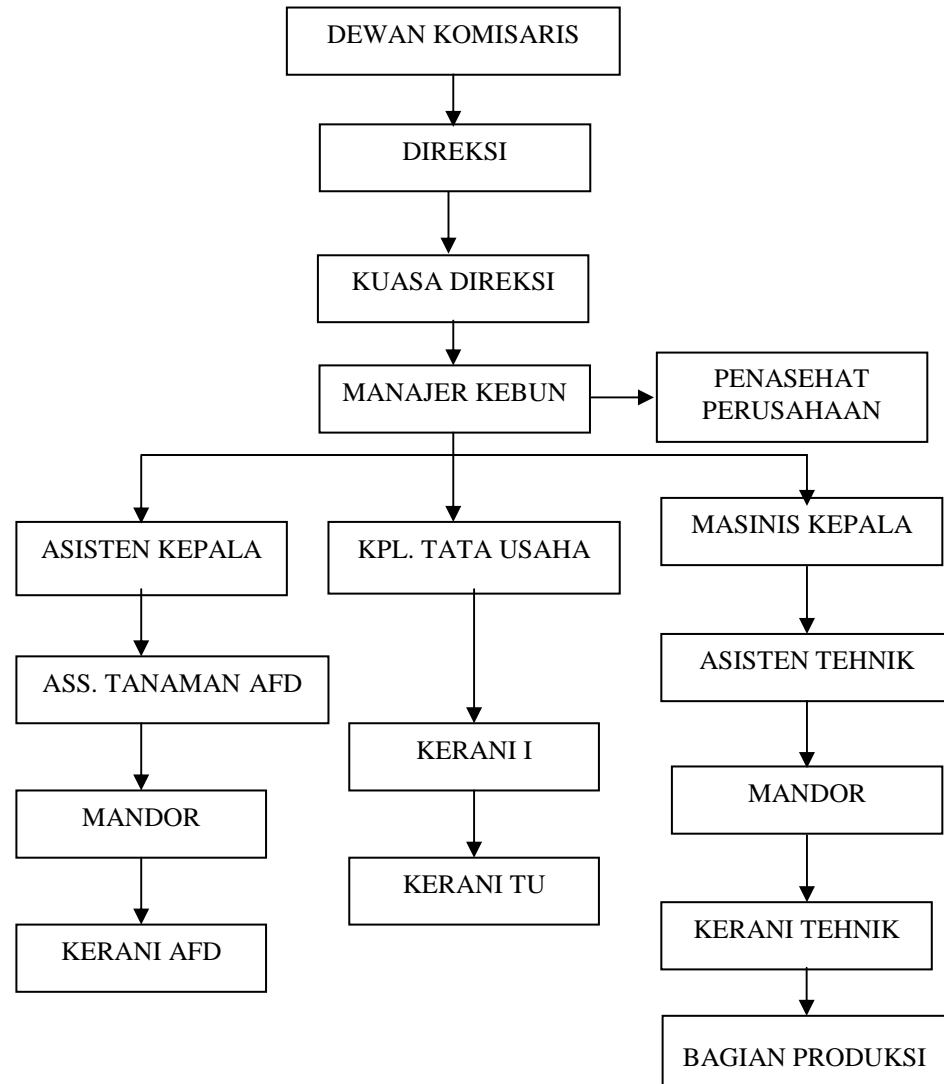 DEWAN KOMISARIS
DIREKSI
KUASA DIREKSI
MANAJER KEBUN
PENASEHAT
PERUSAHAAN
ASISTEN KEPALA
KPL. TATA USAHA
MASINIS KEPALA
ASS. TANAMAN AFD
ASISTEN TEHNIK
KERANI I
MANDOR
MANDOR
KERANI TU
KERANI AFD
KERANI TEHNIK
BAGIAN PRODUKSI